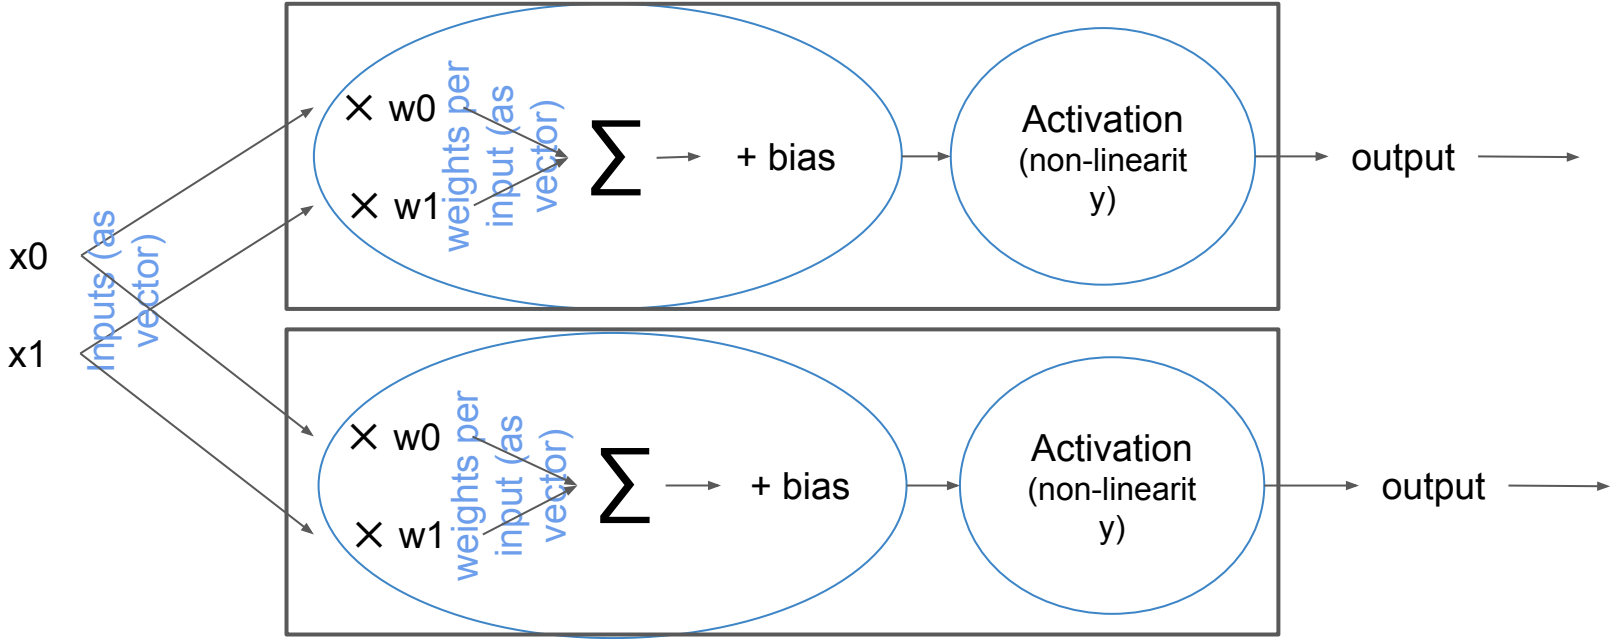 x0
x1
Inputs (as
vector)
× w0
× w1
weights per
input (as
vector)
∑
+ bias
Activation
(non-linearit
y)
output
× w0
× w1
weights per
input (as
vector)
∑
+ bias
Activation
(non-linearit
y)
output